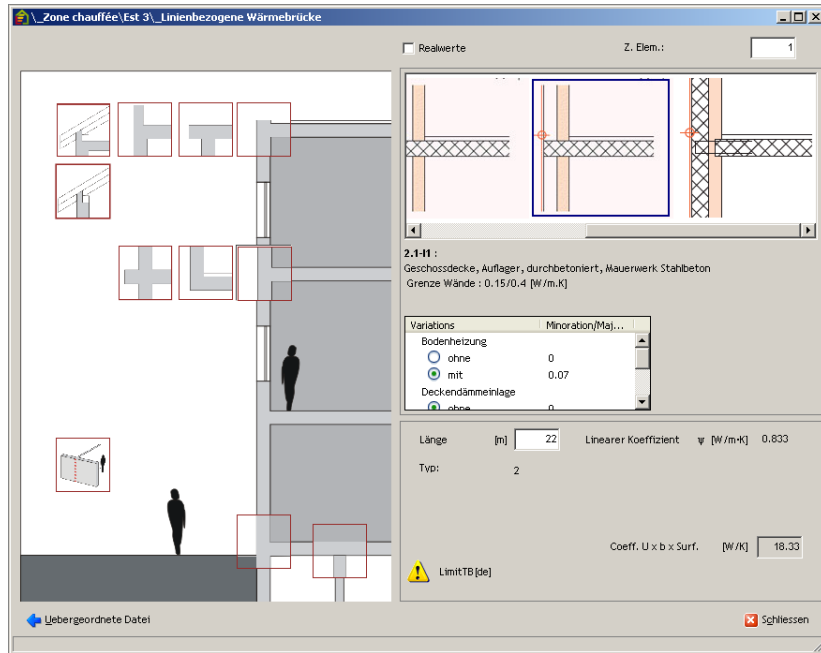 \_Zone chauffée\Est 3\_Linienbezogene Wärmebrücke
Realwerte
Z. Elem.:
1
2.1-I1 :
Geschossdecke, Auflager, durchbetoniert, Mauerwerk Stahlbeton
Grenze Wände : 0.15/0.4 [W/m.K]
Variations Minoration/Maj...
Bodenheizung
ohne 0
mit 0.07
Deckendämmeinlage
ohne 0
Länge [m] 22 Linearer Koeffizient ψ [W/m·K] 0.833
Typ: 2
Coeff. U x b x Surf. [W/K] 18.33
LimitTB[de]
Uebergeordnete Datei
Schliessen